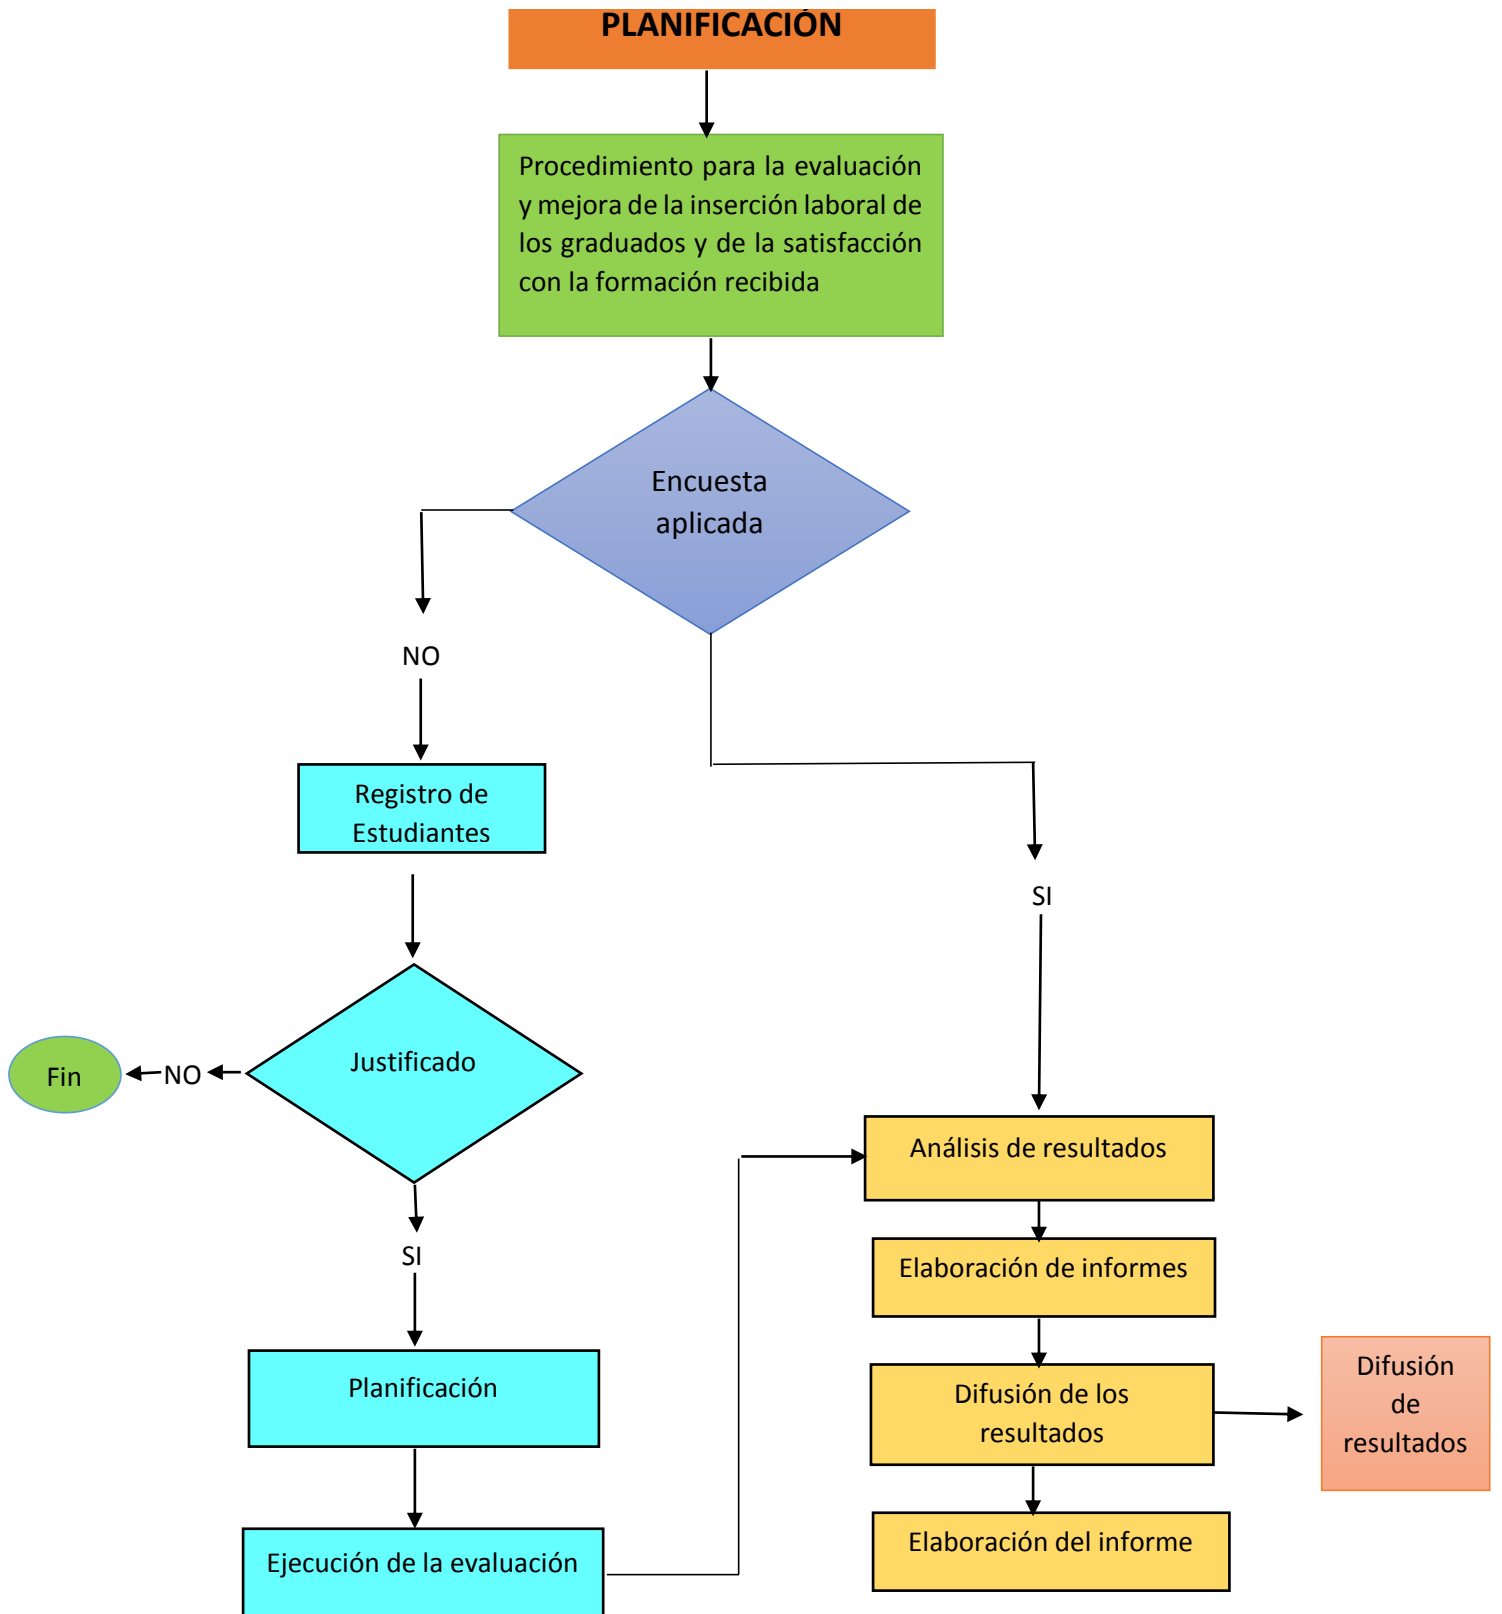 PLANIFICACIÓN
Procedimiento para la evaluación
y mejora de la inserción laboral de
los graduados y de la satisfacción
con la formación recibida
Encuesta
aplicada
NO
Registro de
Estudiantes
SI
Justificado
Fin
NO
SI
Análisis de resultados
Elaboración de informes
Planificación
Difusión de los
resultados
Difusión
de
resultados
Ejecución de la evaluación
Elaboración del informe